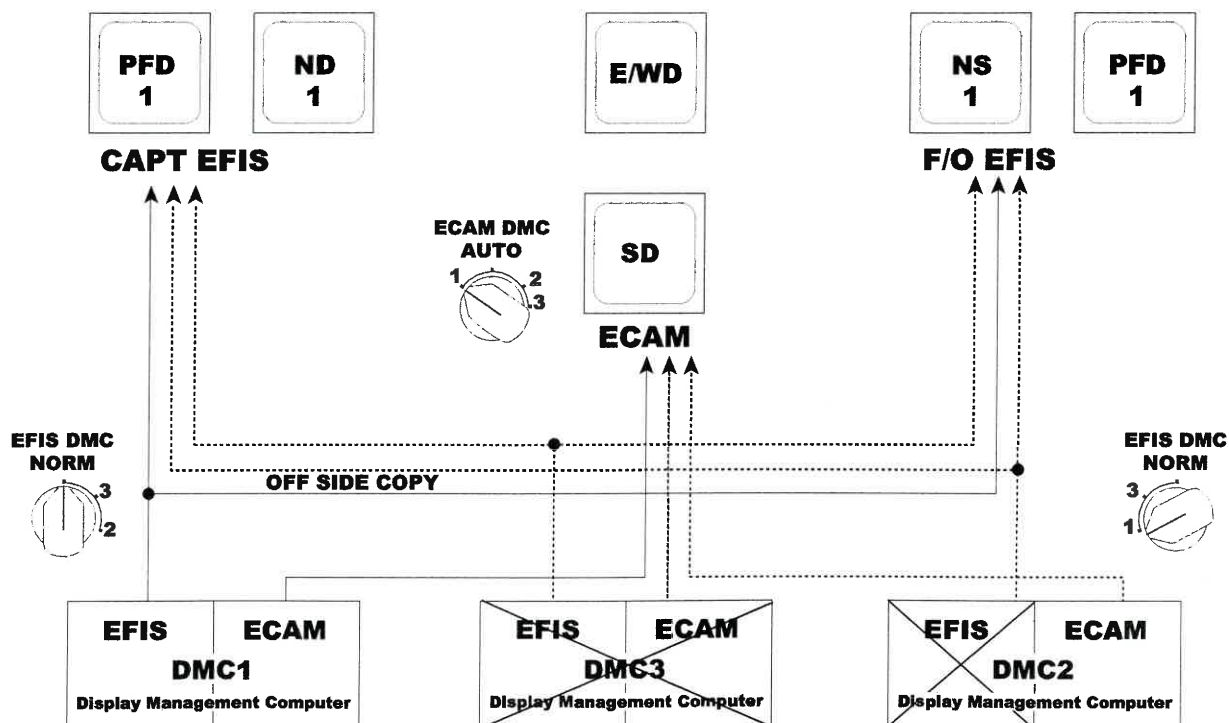 PFD
1
ND
1
E/WD
NS
1
PFD
1
CAPT EFIS
F/O EFIS
ECAM DMC
AUTO
1
2
3
SD
ECAM
EFIS DMC
NORM
3
2
EFIS DMC
NORM
3
1
OFF SIDE COPY
EFIS
ECAM
DMC1
Display Management Computer
EFIS
ECAM
DMC3
Display Management Computer
EFIS
ECAM
DMC2
Display Management Computer